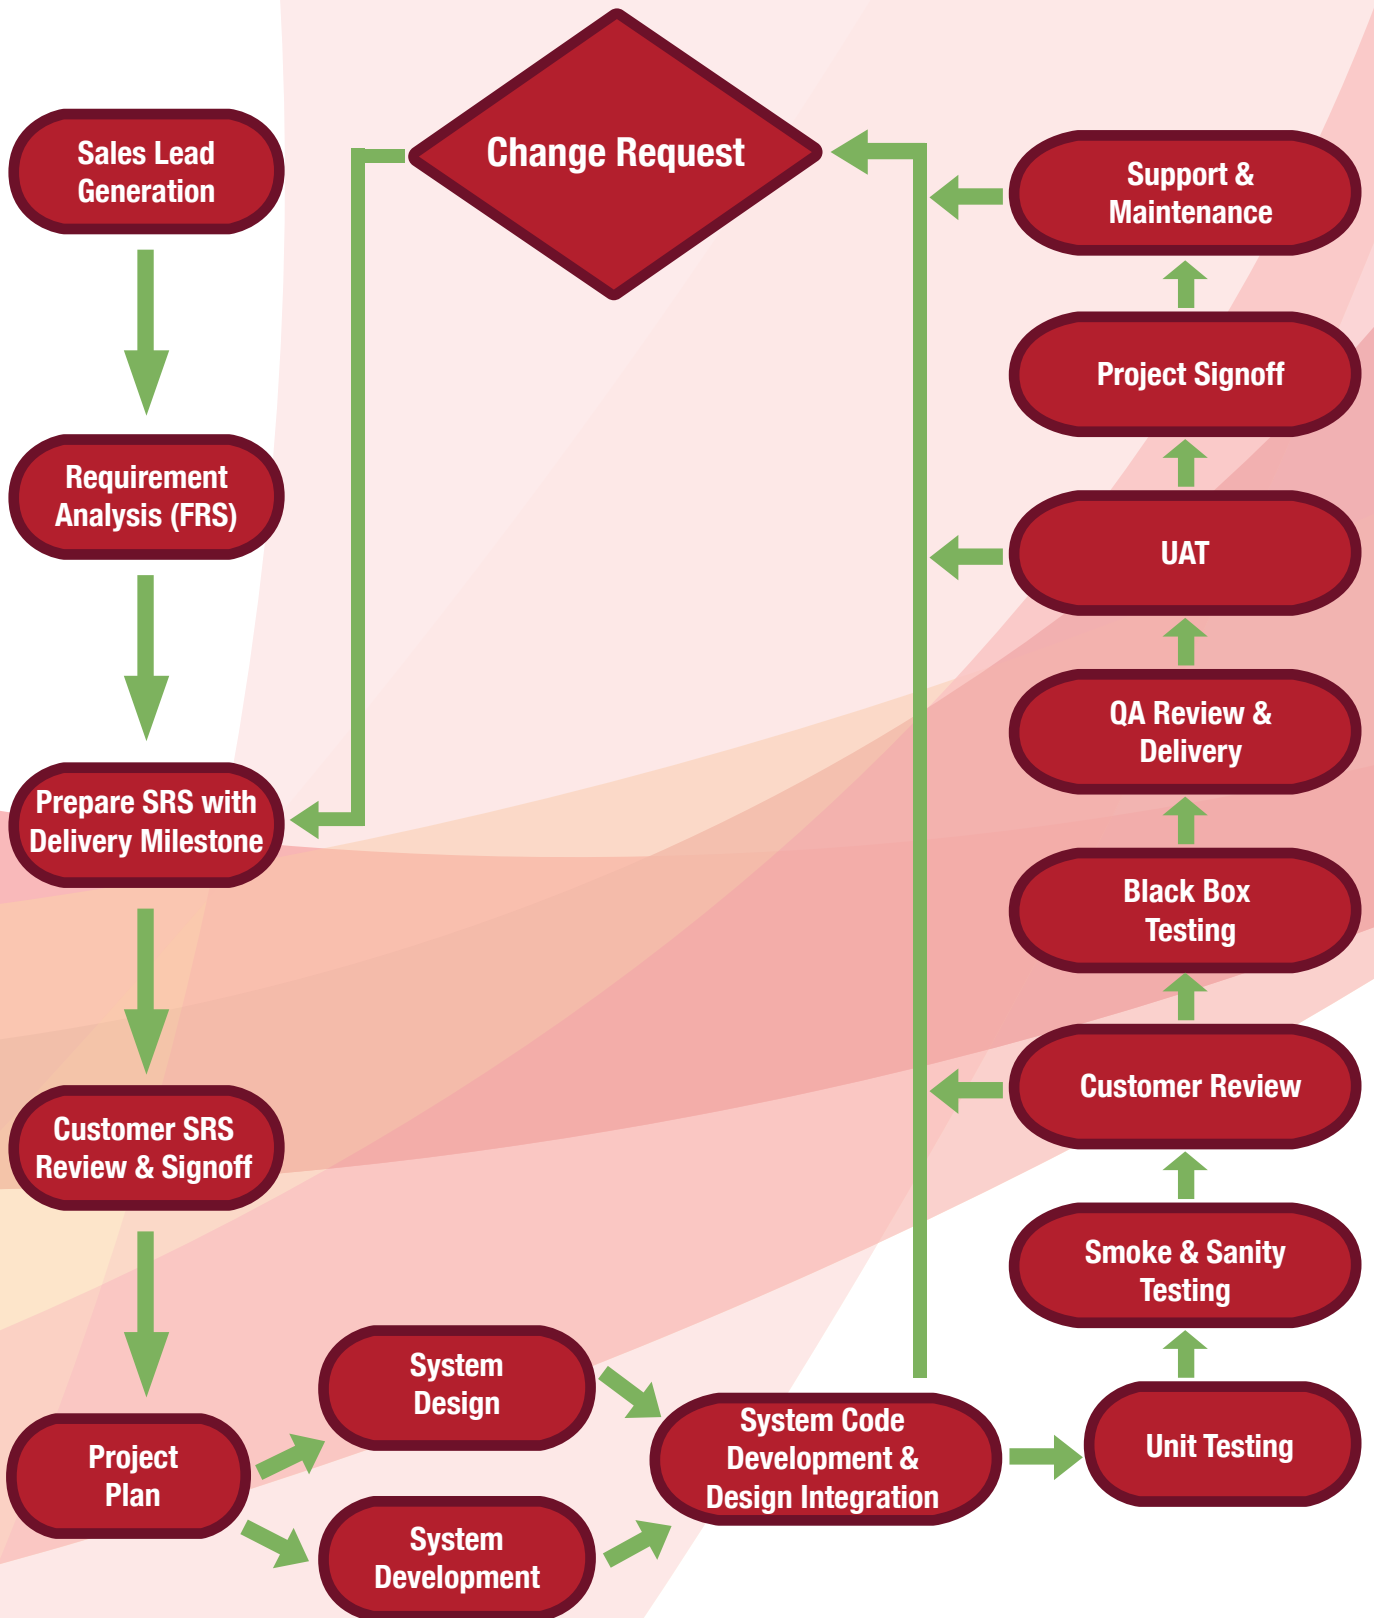 Sales Lead
Generation
Requirement
Analysis (FRS)
Prepare SRS with
Delivery Milestone
Customer SRS
Review & Signoff
Project
Plan
System
Design
System
Development
System Code
Development &
Design Integration
Unit Testing
Smoke & Sanity
Testing
Customer Review
Black Box
Testing
QA Review &
Delivery
UAT
Project Signoff
Support &
Maintenance
Change Request